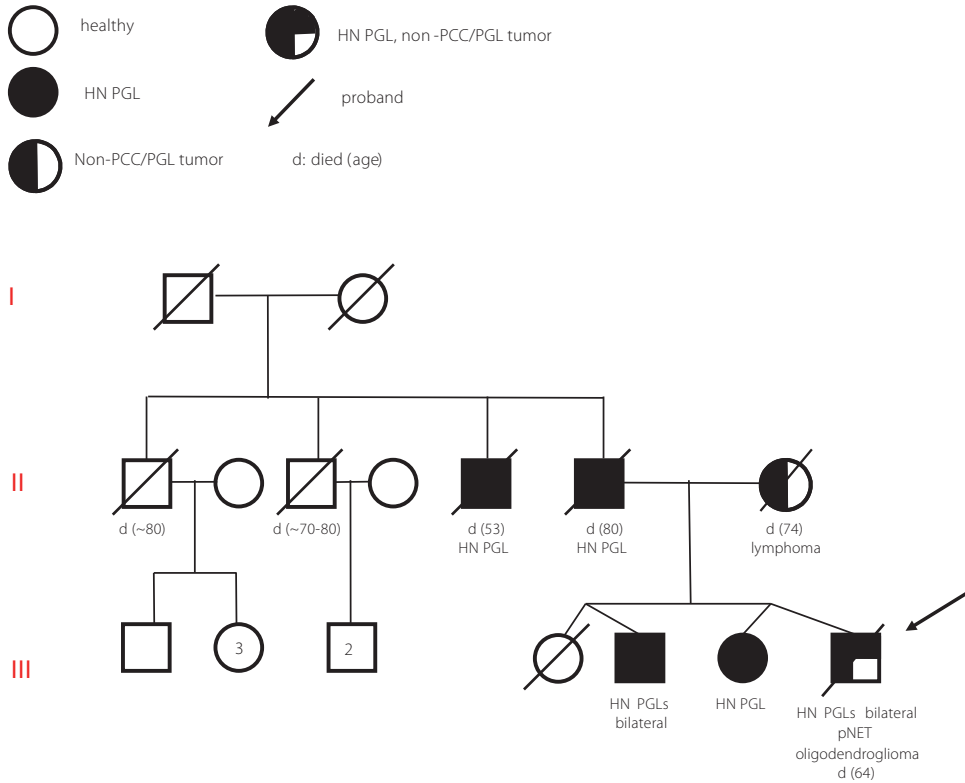 healthy
HN PGL, non -PCC/PGL tumor
HN PGL
proband
Non-PCC/PGL tumor
d: died (age)
I
II
d (~80)
d (~70-80)
d (53)
HN PGL
d (80)
HN PGL
d (74)
lymphoma
III
3
2
HN PGLs
bilateral
HN PGL
HN PGLs bilateral
pNET
oligodendroglioma
d (64)